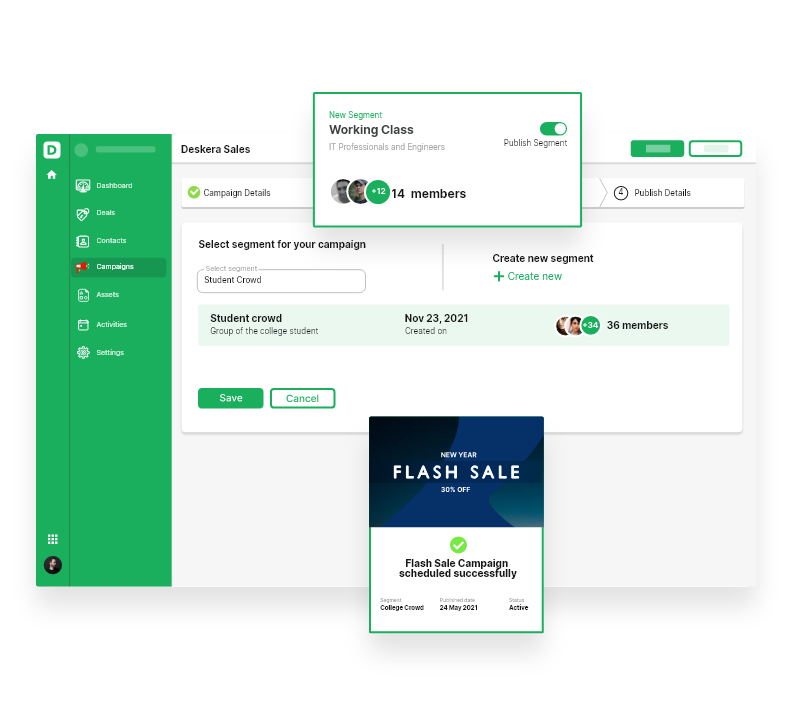 New Segment
Working Class
IT Professionals and Engineers
Publish Segment
+12
14 members
D
Deskera Sales
Dashboard
Deals
Contacts
Campaigns
Assets
Activities
Settings
Campaign Details
4
Publish Details
Select segment for your campaign
Select segment
Student Crowd
Create new segment
+ Create new
Student crowd
Group of the college student
Nov 23, 2021
Created on
+34
36 members
Save
Cancel
NEW YEAR
FLASH SALE
30% OFF
Flash Sale Campaign
scheduled successfully
Segment
College Crowd
Published date
24 May 2021
Status
Active